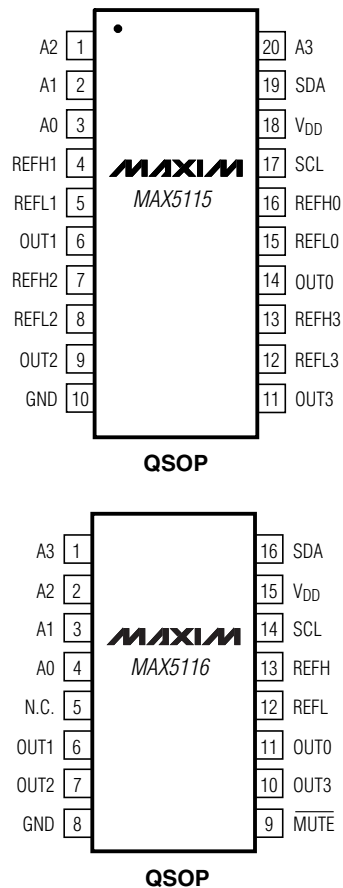 A2 1 20 A3
A1 2 19 SDA
A0 3 18 VDD
REFH1 4 MAXIM 17 SCL
REFL1 5 MAX5115 16 REFH0
OUT1 6 15 REFL0
REFH2 7 14 OUT0
REFL2 8 13 REFH3
OUT2 9 12 REFL3
GND 10 11 OUT3
QSOP
A3 1 16 SDA
A2 2 15 VDD
A1 3 MAXIM 14 SCL
A0 4 MAX5116 13 REFH
N.C. 5 12 REFL
OUT1 6 11 OUT0
OUT2 7 10 OUT3
GND 8 9 MUTE
QSOP